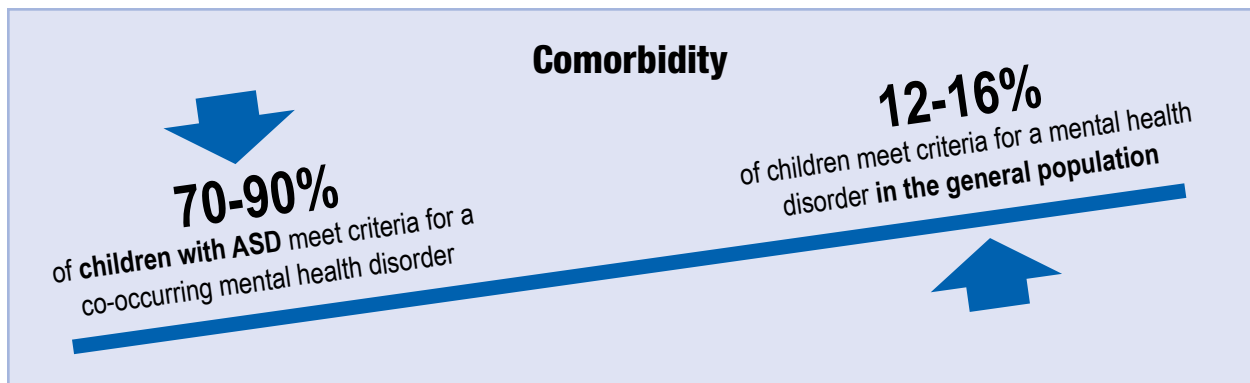 Comorbidity
70-90%
of children with ASD meet criteria for a
co-occurring mental health disorder
12-16%
of children meet criteria for a mental health
disorder in the general population